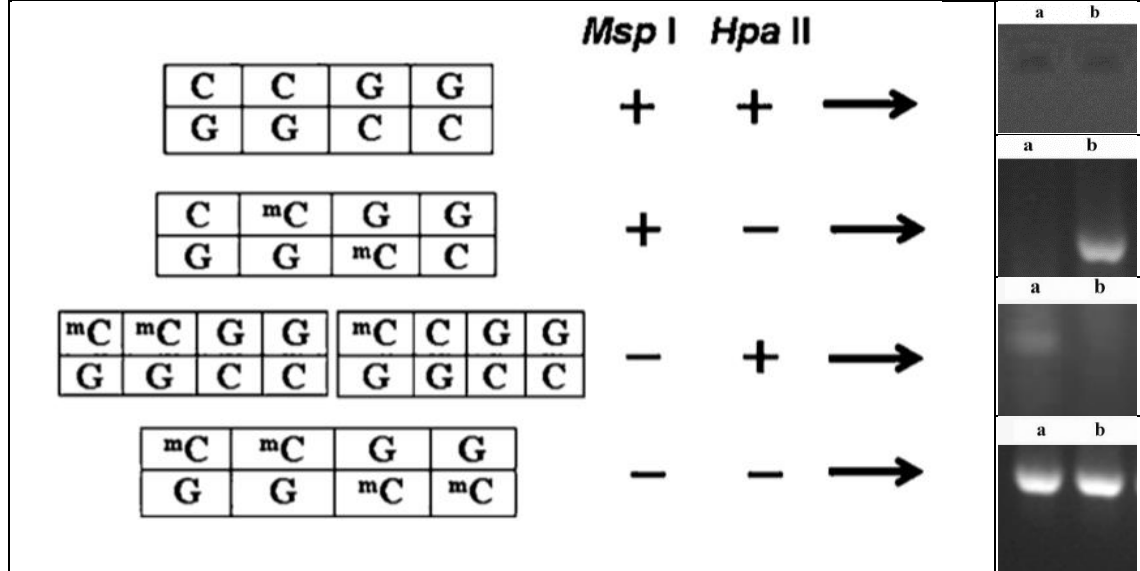 Msp I Hpa II
a b
C C G G
G G C C
+ +
a b
C ᵐC G G
G G ᵐC C
+ −
a b
ᵐC ᵐC G G ᵐC C G G
G G C C G G C C
− +
a b
ᵐC ᵐC G G
G G ᵐC ᵐC
− −